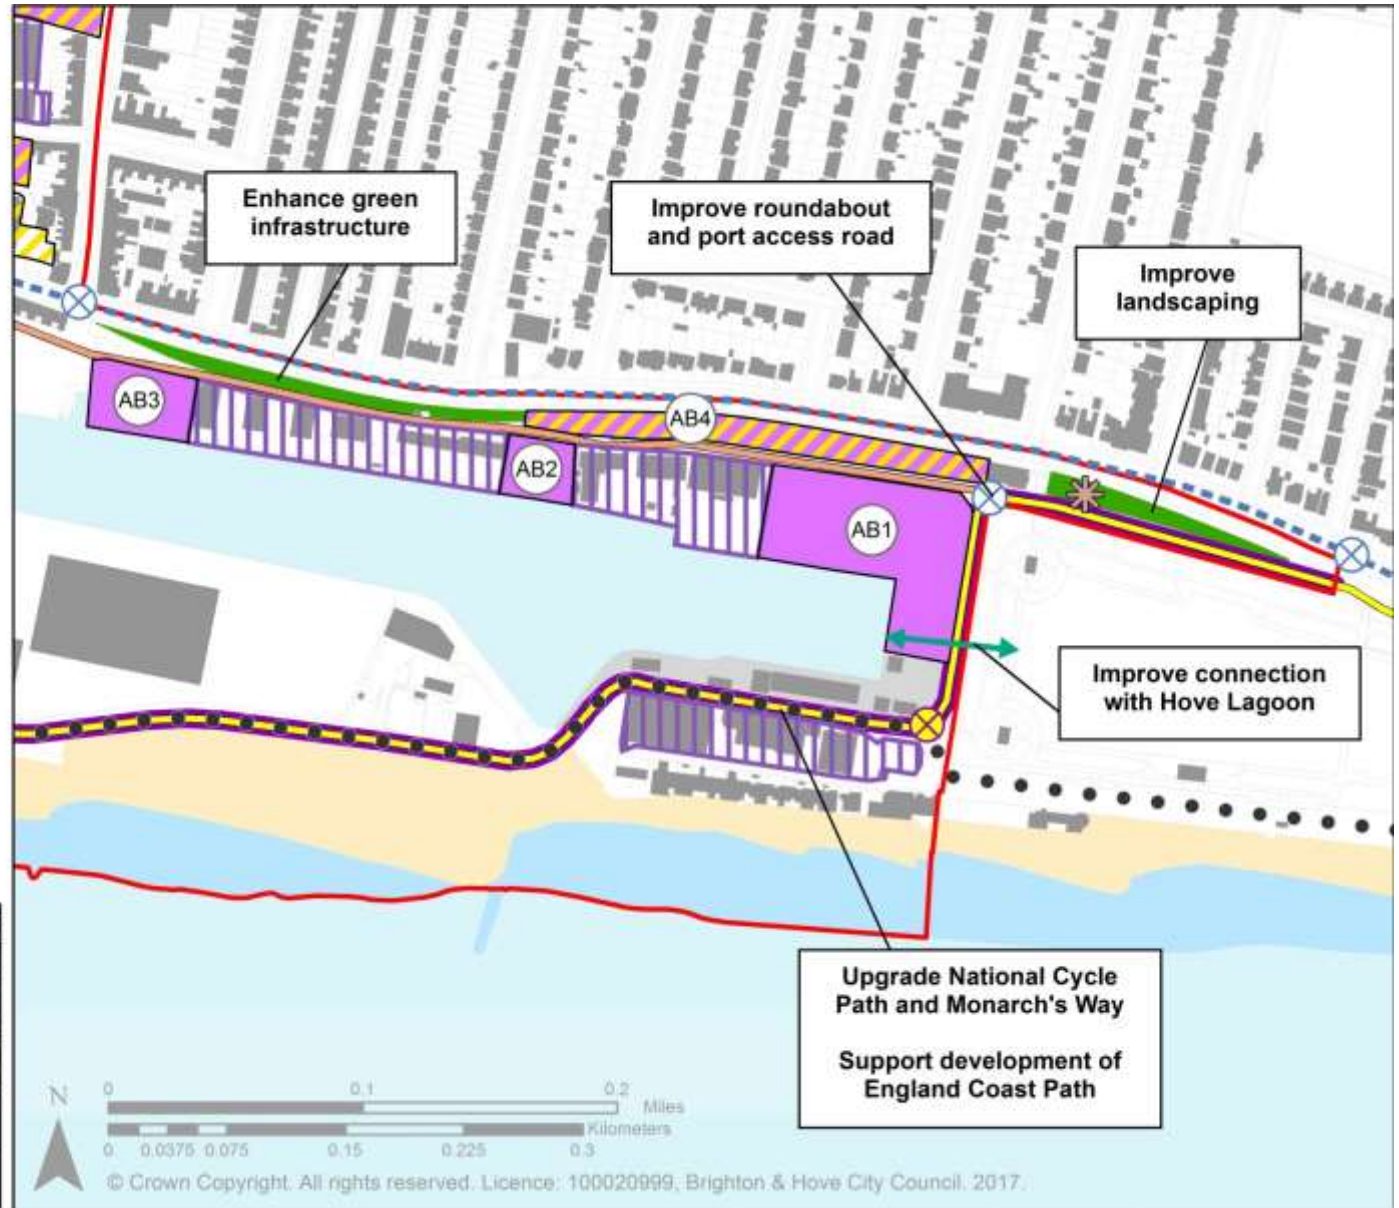 Enhance green
infrastructure
Improve roundabout
and port access road
Improve
landscaping
AB3
AB4
AB2
AB1
Improve connection
with Hove Lagoon
Upgrade National Cycle
Path and Monarch's Way
Support development of
England Coast Path
N
0 0.1 0.2
Miles
Kilometers
0 0.0375 0.075 0.15 0.225 0.3
© Crown Copyright. All rights reserved. Licence: 100020999, Brighton & Hove City Council. 2017.